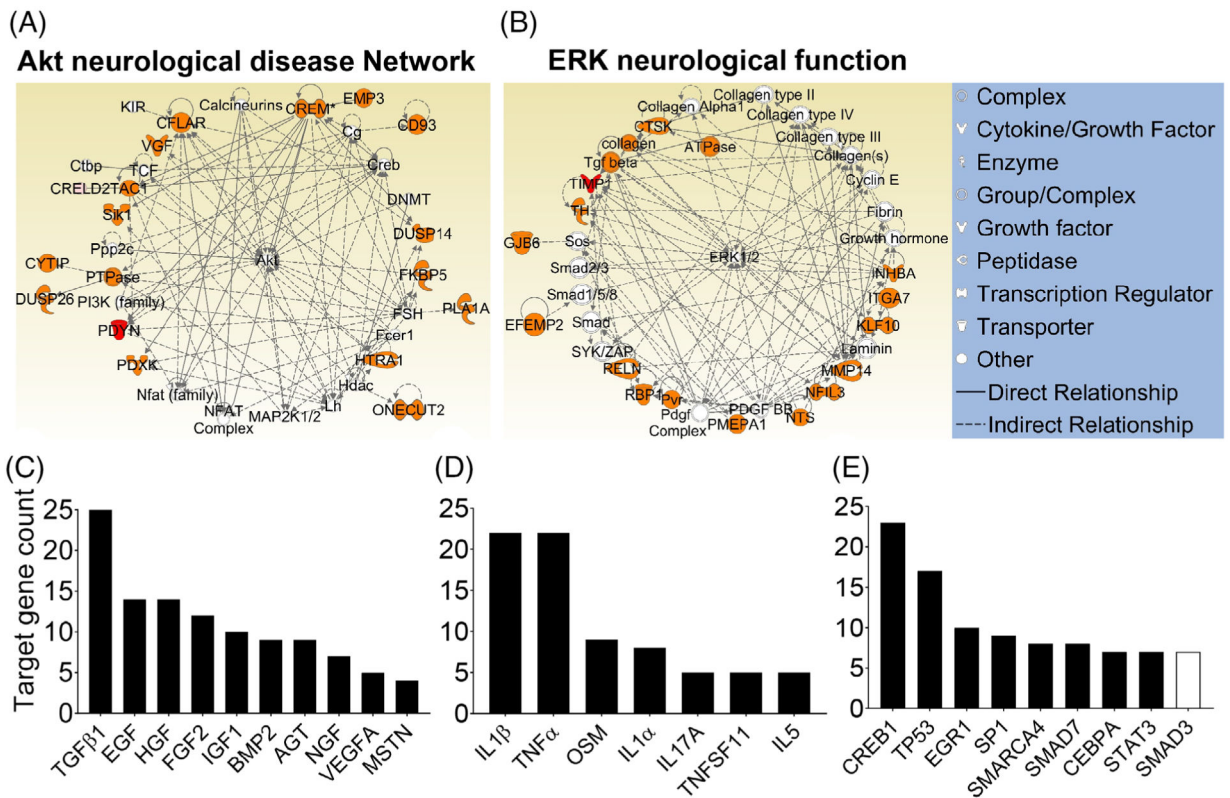 (A)
Akt neurological disease Network
KIR
Calcineurins
CREM*
EMP3
CFLAR
Cg
CD93
VGF
Ctbp
TCF
Creb
CRELD2TAC1
DNMT
Sik1
Ppp2c
DUSP14
Akt
CYTIP
PTPase
FKBP5
DUSP26
PI3K (family)
FSH
PLA1A
PDYN
Fcer1
PDXK
HTRA1
Nfat (family)
Hdac
NFAT
Complex
MAP2K1/2
Lh
ONECUT2
(B)
ERK neurological function
Collagen type II
Collagen Alpha1
Collagen type IV
CTSK
Collagen type III
collagen
ATPase
Collagen(s)
Tgf beta
TIMP1
Cyclin E
TH
Fibrin
GJB6
Sos
Growth hormone
ERK1/2
Smad2/3
INHBA
Smad1/5/8
ITGA7
EFEMP2
Smad
KLF10
SYK/ZAP
Laminin
RELN
MMP14
RBP1
NFIL3
Pvr
Pdgf
Complex
PDGF BB
NTS
PMEPA1
Complex
Cytokine/Growth Factor
Enzyme
Group/Complex
Growth factor
Peptidase
Transcription Regulator
Transporter
Other
Direct Relationship
Indirect Relationship
(C)
Target gene count
25
20
15
10
5
0
TGFβ1
EGF
HGF
FGF2
IGF1
BMP2
AGT
NGF
VEGFA
MSTN
(D)
25
20
15
10
5
0
IL1β
TNFα
OSM
IL1α
IL17A
TNFSF11
IL5
(E)
25
20
15
10
5
0
CREB1
TP53
EGR1
SP1
SMARCA4
SMAD7
CEBPA
STAT3
SMAD3